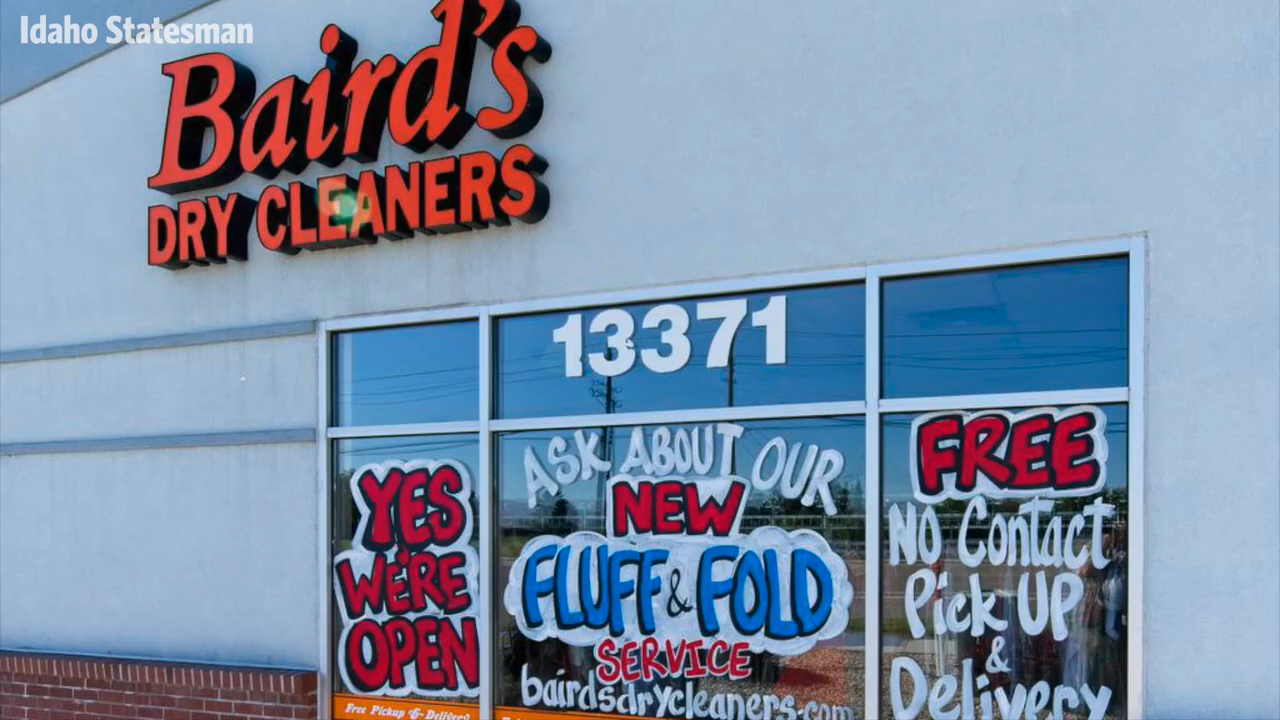 Idaho Statesman
Baird's
DRY CLEANERS
13371
YES
WE'RE
OPEN
Free Pickup & Delivery
ASK ABOUT OUR
NEW
FLUFF & FOLD
SERVICE
bairdsdrycleaners.com
FREE
NO Contact
Pick UP
&
Delivery